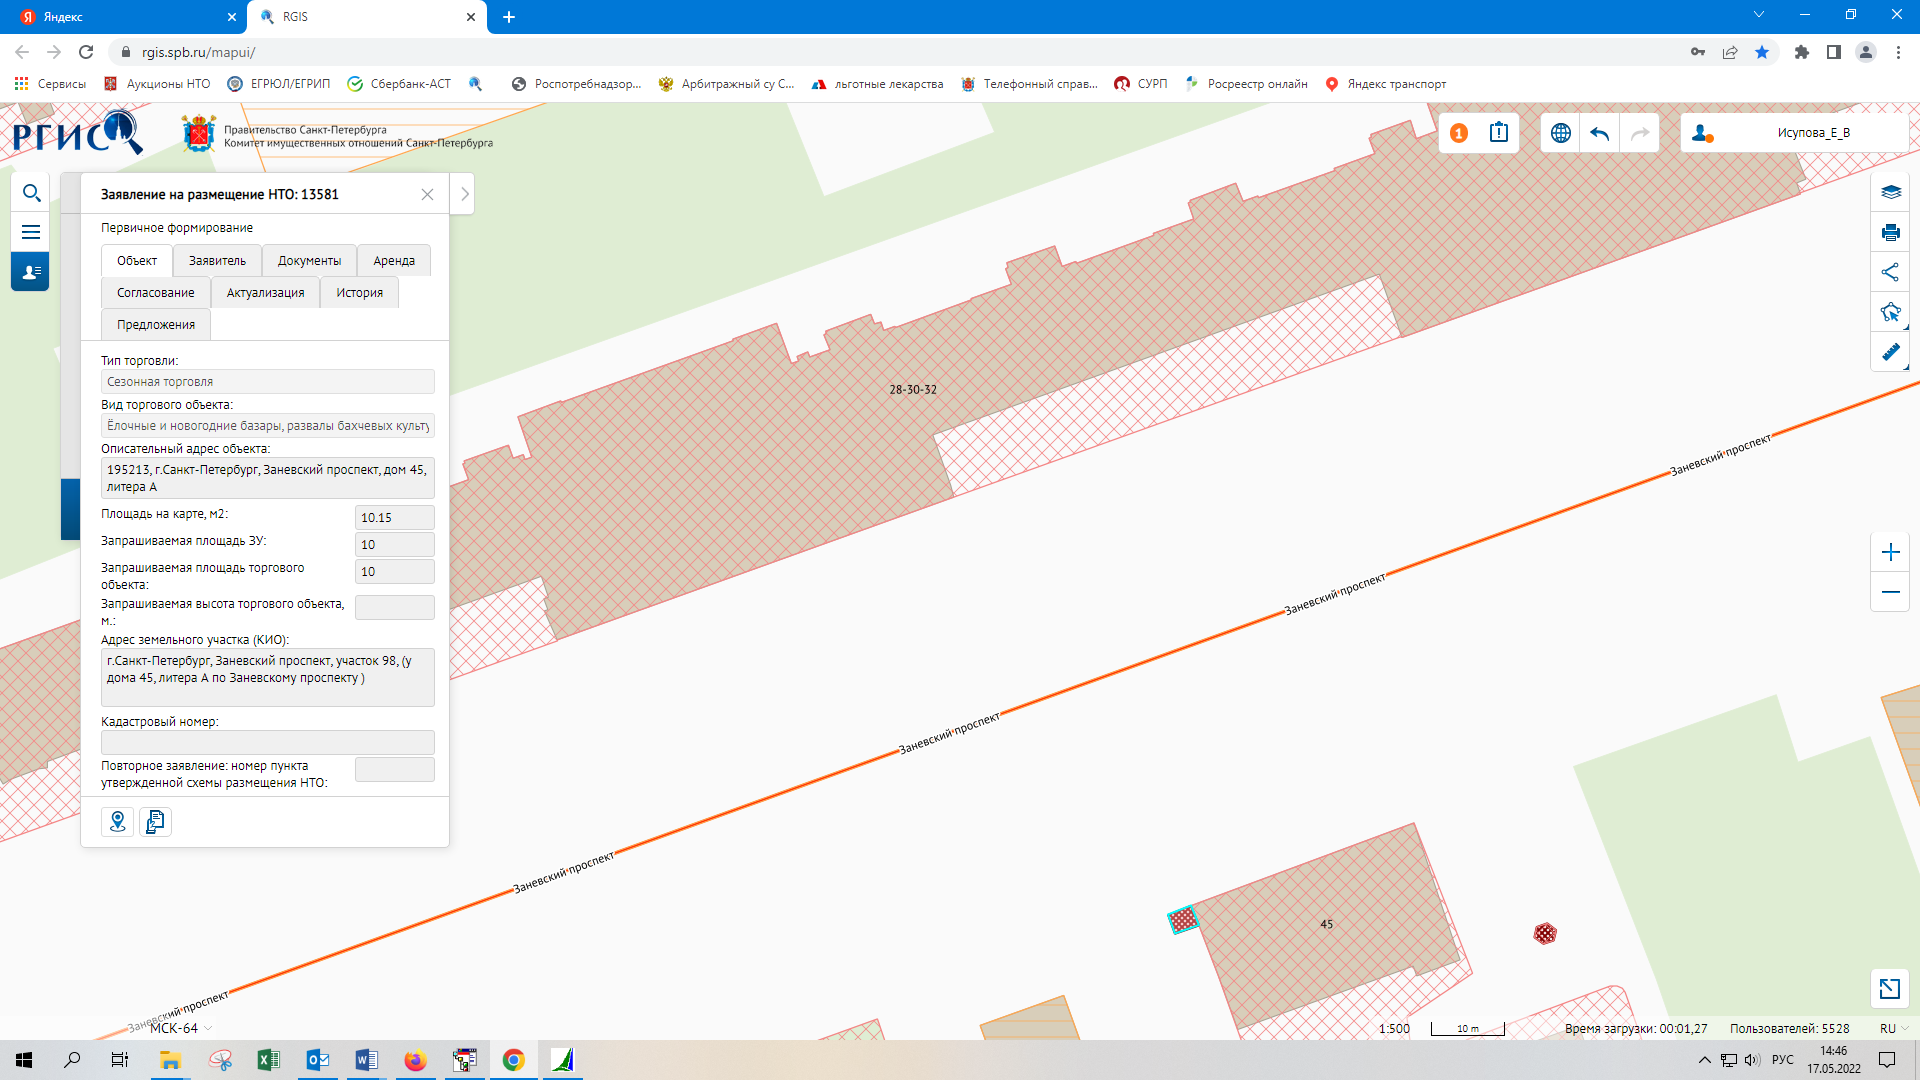 Яндекс
RGIS
rgis.spb.ru/mapui/
Сервисы
Аукционы НТО
ЕГРЮЛ/ЕГРИП
Сбербанк-АСТ
Роспотребнадзор...
Арбитражный су С...
льготные лекарства
Телефонный справ...
СУРП
Росреестр онлайн
Яндекс транспорт
РГИС
Правительство Санкт-Петербурга
Комитет имущественных отношений Санкт-Петербурга
1
Исупова_Е_В
Заявление на размещение НТО: 13581
Первичное формирование
Объект
Заявитель
Документы
Аренда
Согласование
Актуализация
История
Предложения
Тип торговли:
Сезонная торговля
Вид торгового объекта:
Ёлочные и новогодние базары, развалы бахчевых культу
Описательный адрес объекта:
195213, г.Санкт-Петербург, Заневский проспект, дом 45,
литера А
Площадь на карте, м2:
10.15
Запрашиваемая площадь ЗУ:
10
Запрашиваемая площадь торгового
объекта:
10
Запрашиваемая высота торгового объекта,
м.:
Адрес земельного участка (КИО):
г.Санкт-Петербург, Заневский проспект, участок 98, (у
дома 45, литера А по Заневскому проспекту )
Кадастровый номер:
Повторное заявление: номер пункта
утвержденной схемы размещения НТО:
28-30-32
Заневский проспект
Заневский проспект
Заневский проспект
Заневский проспект
Заневский проспект
45
МСК-64
1:500
10 m
Время загрузки: 00:01,27
Пользователей: 5528
RU
РУС
14:46
17.05.2022